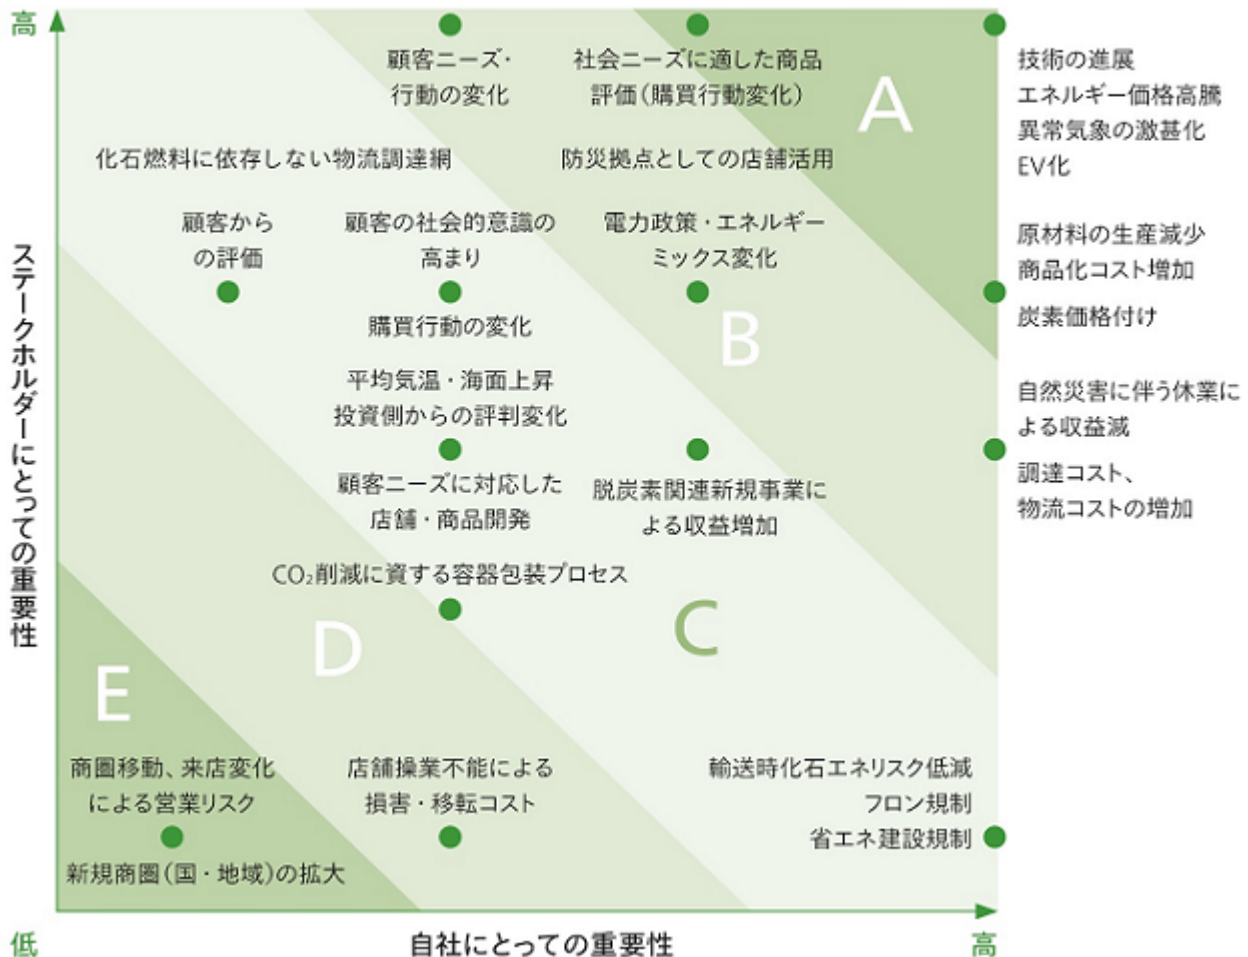 高
顧客ニーズ・
行動の変化
社会ニーズに適した商品
評価（購買行動変化）
A
技術の進展
エネルギー価格高騰
異常気象の激甚化
EV化
化石燃料に依存しない物流調達網
防災拠点としての店舗活用
顧客から
の評価
顧客の社会的意識の
高まり
電力政策・エネルギー
ミックス変化
原材料の生産減少
商品化コスト増加
炭素価格付け
購買行動の変化
B
平均気温・海面上昇
投資側からの評判変化
自然災害に伴う休業に
よる収益減
調達コスト、
物流コストの増加
顧客ニーズに対応した
店舗・商品開発
脱炭素関連新規事業に
よる収益増加
CO₂削減に資する容器包装プロセス
C
D
E
商圏移動、来店変化
による営業リスク
新規商圏（国・地域）の拡大
店舗操業不能による
損害・移転コスト
輸送時化石エネリスク低減
フロン規制
省エネ建設規制
ステークホルダーにとっての重要性
低
自社にとっての重要性
高